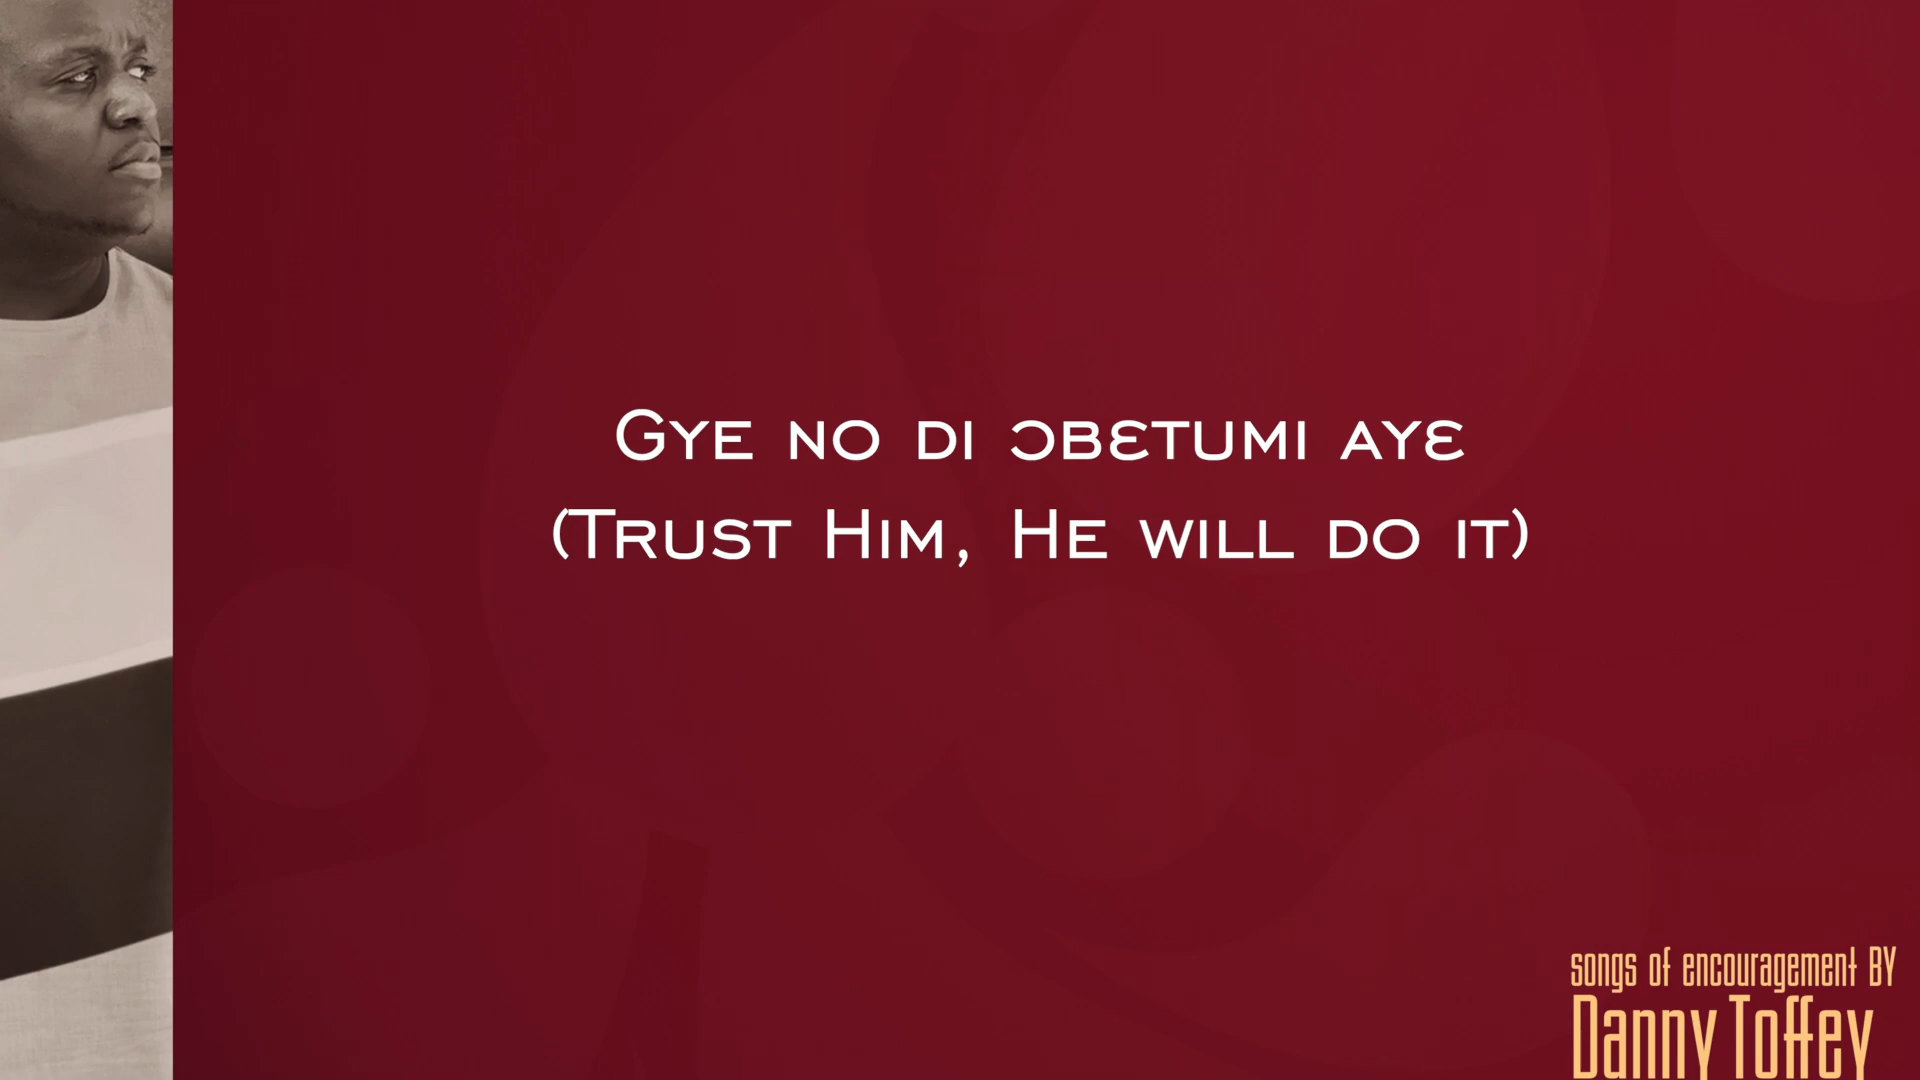 Gye no di ɔbɛtumi ayɛ
(Trust Him, He will do it)
songs of encouragement BY
Danny Toffey